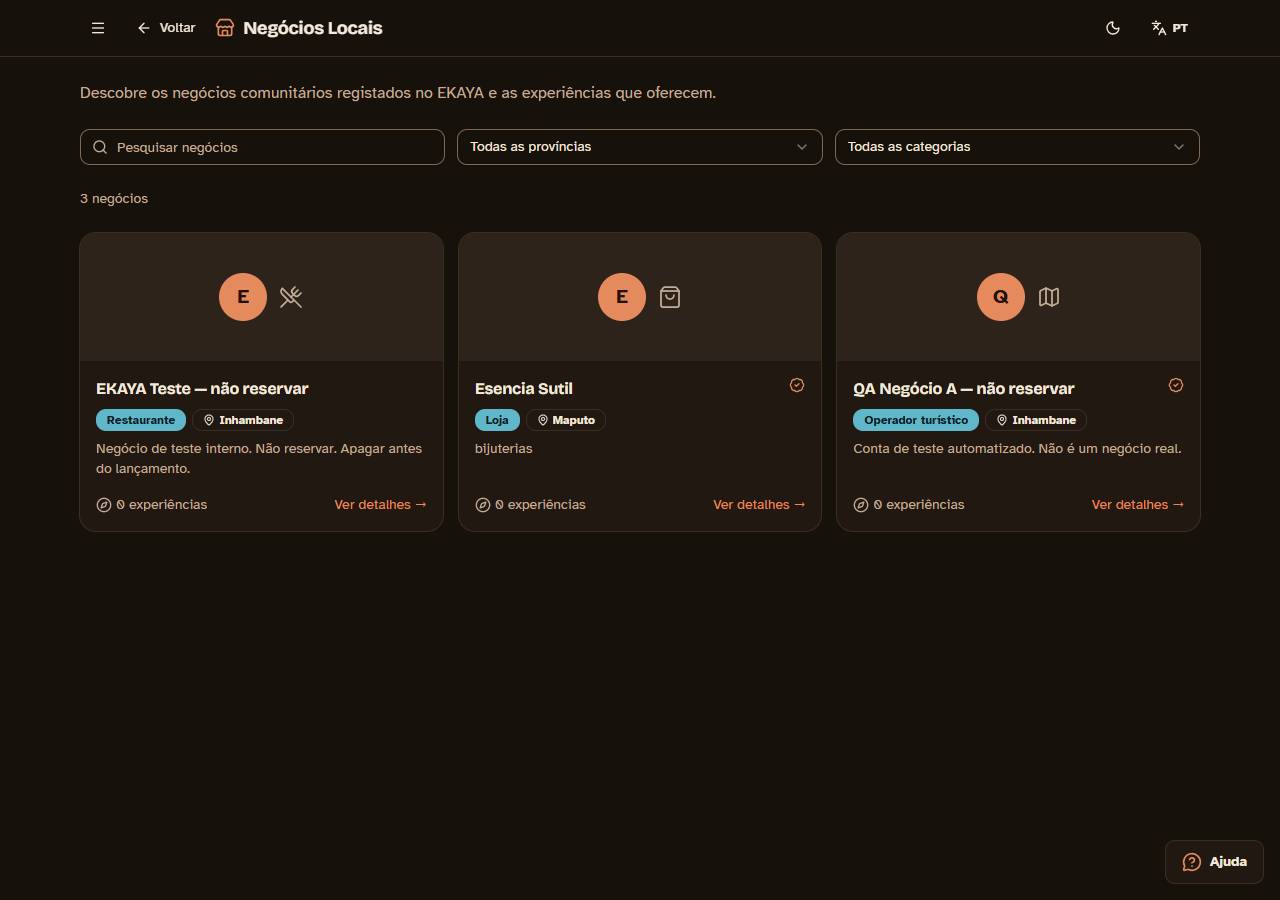 Voltar
Negócios Locais
PT
Descobre os negócios comunitários registados no EKAYA e as experiências que oferecem.
Pesquisar negócios
Todas as províncias
Todas as categorias
3 negócios
E
E
Q
EKAYA Teste — não reservar
Restaurante
Inhambane
Negócio de teste interno. Não reservar. Apagar antes
do lançamento.
0 experiências
Ver detalhes →
Esencia Sutil
Loja
Maputo
bijuterias
0 experiências
Ver detalhes →
QA Negócio A — não reservar
Operador turístico
Inhambane
Conta de teste automatizado. Não é um negócio real.
0 experiências
Ver detalhes →
Ajuda